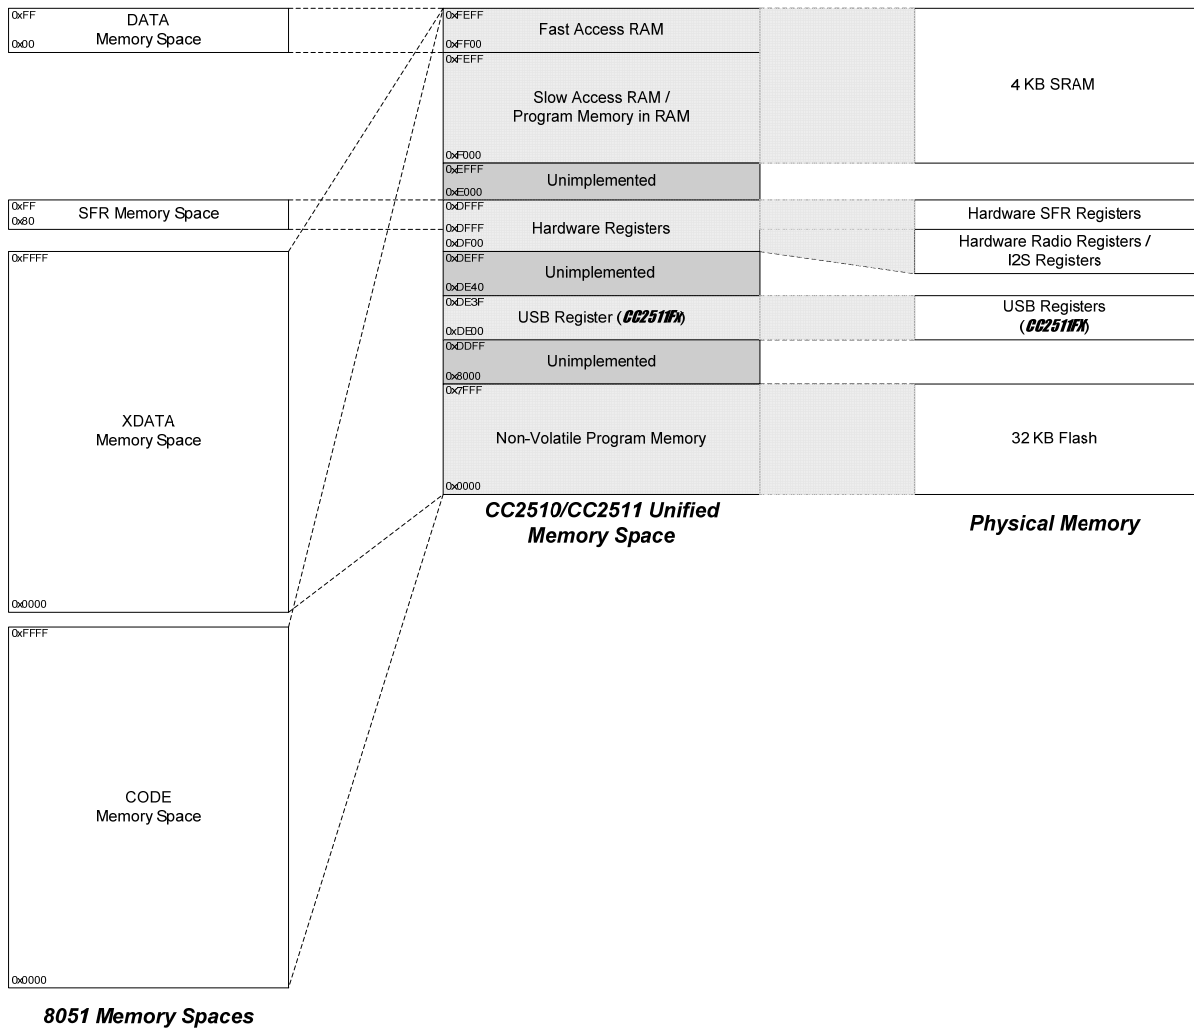 0xFF
DATA
Memory Space
0x00
0xFEFF
Fast Access RAM
0xFF00
0xFEFF
Slow Access RAM /
Program Memory in RAM
0xF000
4 KB SRAM
0xEFFF
Unimplemented
0xE000
0xFF
SFR Memory Space
0x80
0xDFFF
Hardware Registers
0xDFFF
0xDF00
Hardware SFR Registers
Hardware Radio Registers /
I2S Registers
0xDEFF
Unimplemented
0xDE40
0xDE3F
USB Register (CC2511Fx)
0xDE00
USB Registers
(CC2511FX)
0xDDFF
Unimplemented
0x8000
0x7FFF
Non-Volatile Program Memory
0x0000
32 KB Flash
CC2510/CC2511 Unified
Memory Space
Physical Memory
0xFFFF
XDATA
Memory Space
0x0000
0xFFFF
CODE
Memory Space
0x0000
8051 Memory Spaces